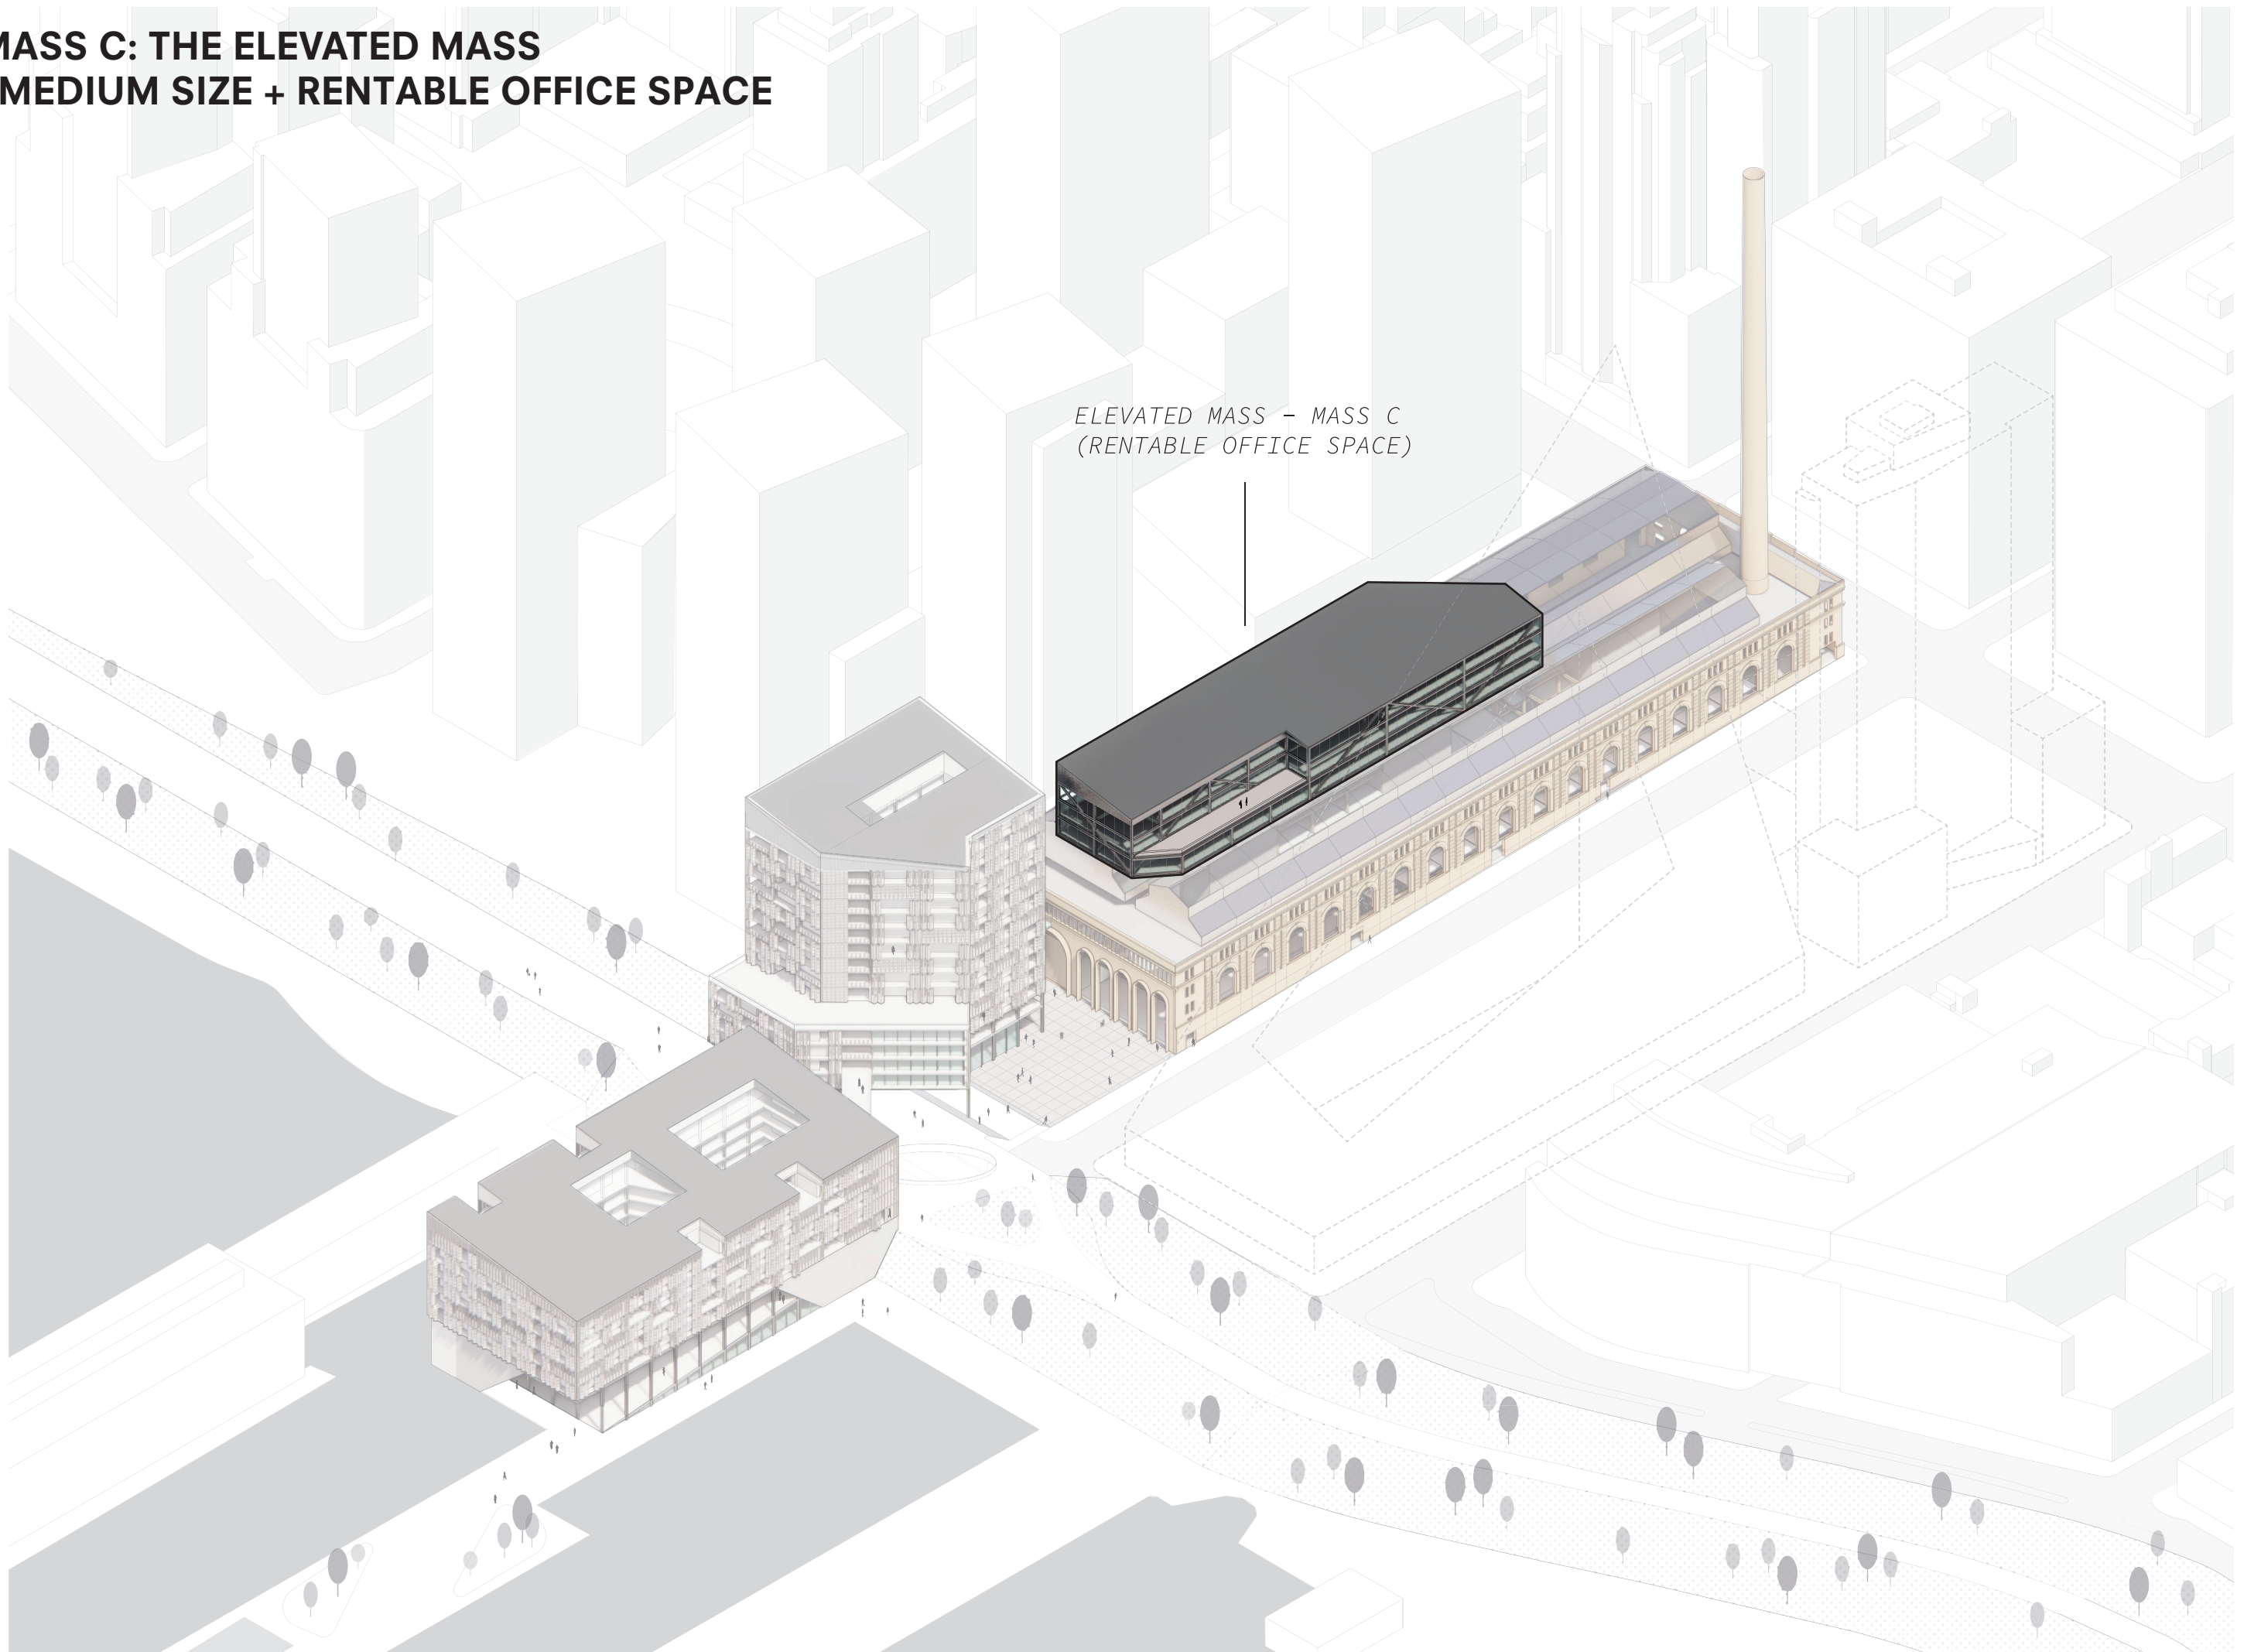 MASS C: THE ELEVATED MASS
MEDIUM SIZE + RENTABLE OFFICE SPACE
ELEVATED MASS – MASS C
(RENTABLE OFFICE SPACE)